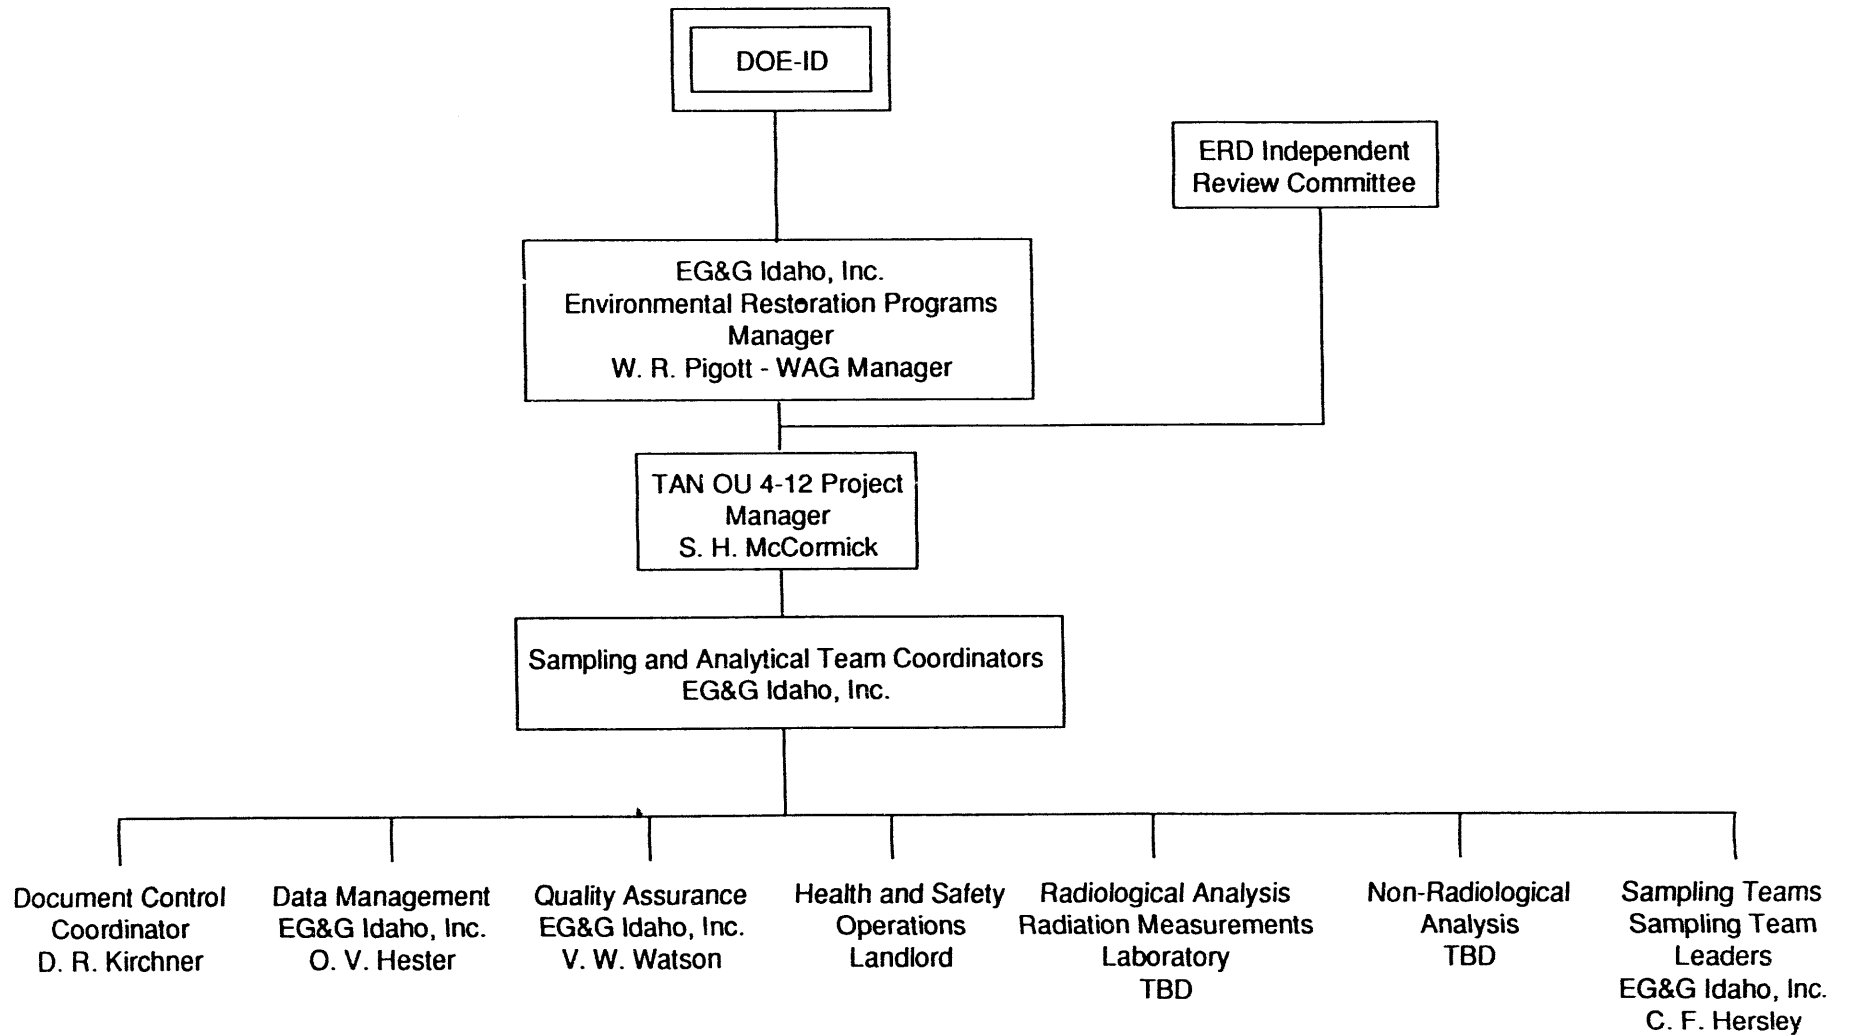 DOE-ID
ERD Independent
Review Committee
EG&G Idaho, Inc.
Environmental Restoration Programs
Manager
W. R. Pigott - WAG Manager
TAN OU 4-12 Project
Manager
S. H. McCormick
Sampling and Analytical Team Coordinators
EG&G Idaho, Inc.
Document Control
Coordinator
D. R. Kirchner
Data Management
EG&G Idaho, Inc.
O. V. Hester
Quality Assurance
EG&G Idaho, Inc.
V. W. Watson
Health and Safety
Operations
Landlord
Radiological Analysis
Radiation Measurements
Laboratory
TBD
Non-Radiological
Analysis
TBD
Sampling Teams
Sampling Team
Leaders
EG&G Idaho, Inc.
C. F. Hersley